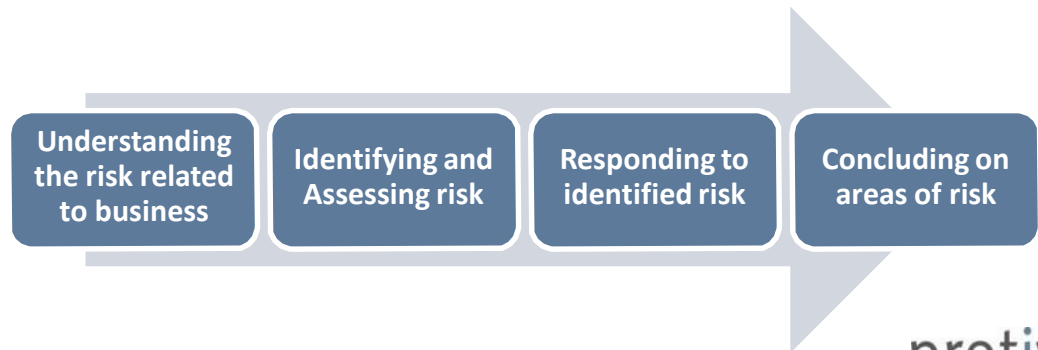 Understanding
the risk related
to business
Identifying and
Assessing risk
Responding to
identified risk
Concluding on
areas of risk